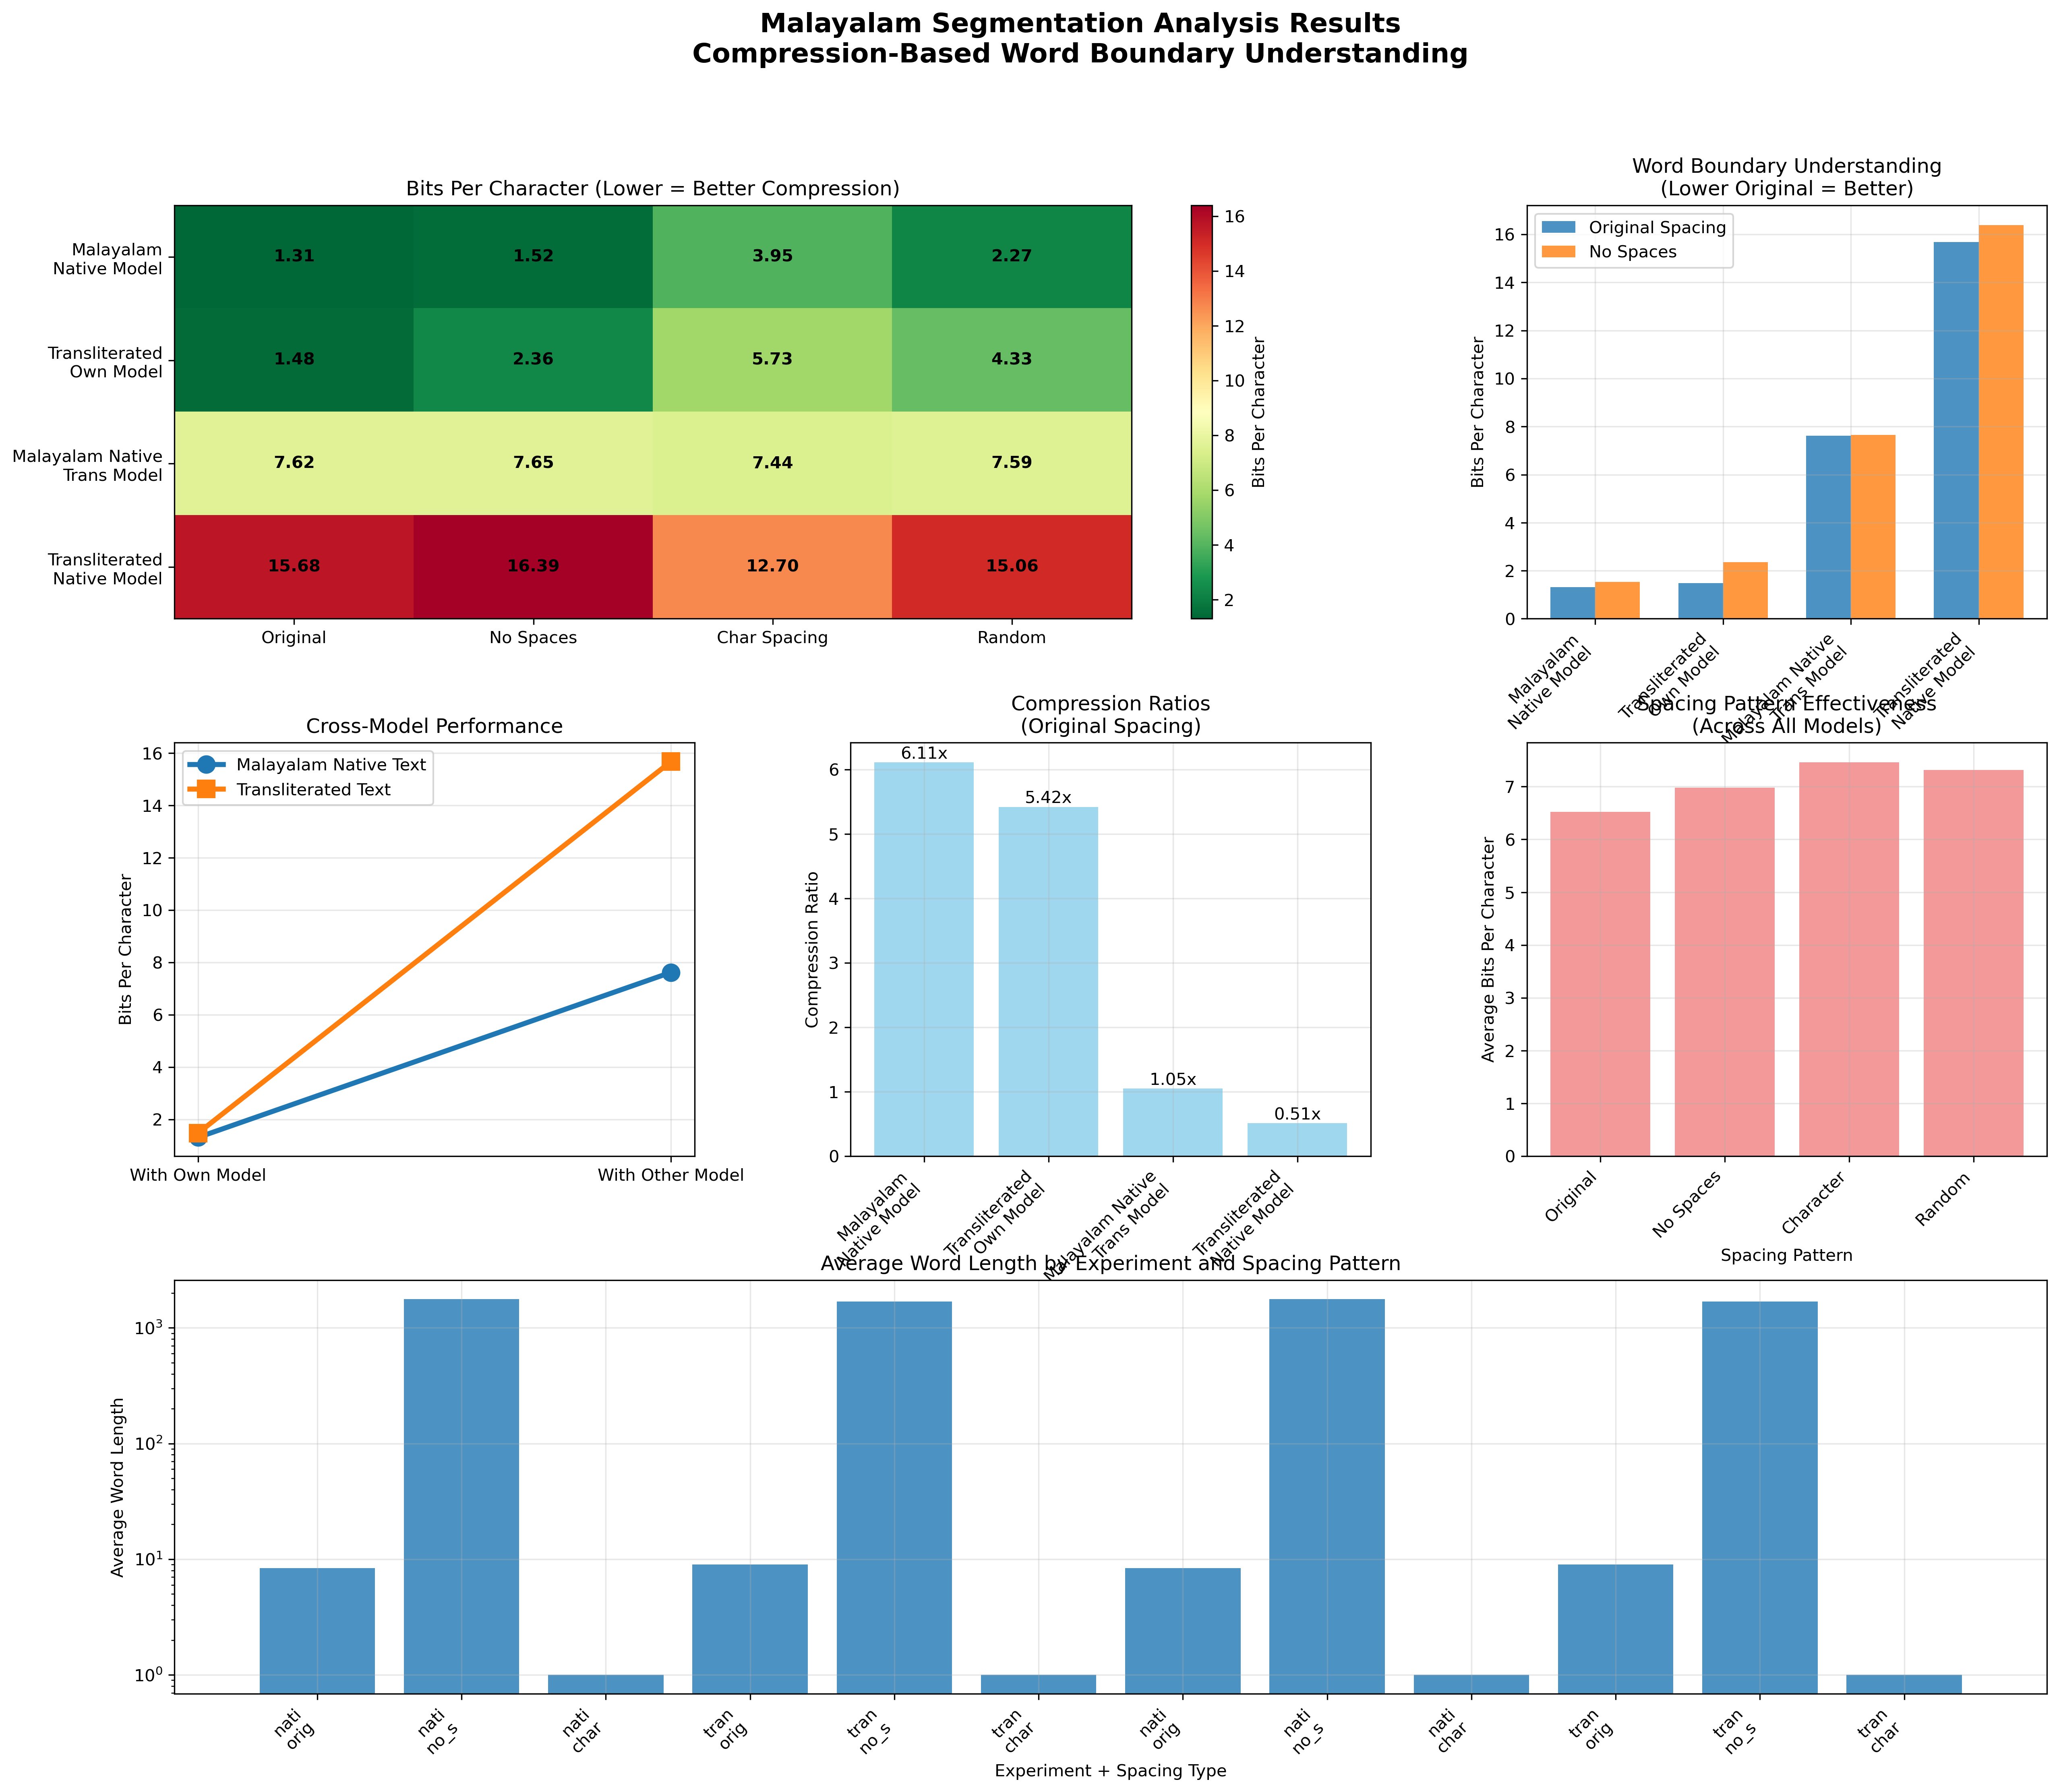 Malayalam Segmentation Analysis Results
Compression-Based Word Boundary Understanding
Bits Per Character (Lower = Better Compression)
Malayalam
Native Model
1.31 1.52 3.95 2.27
Transliterated
Own Model
1.48 2.36 5.73 4.33
Malayalam Native
Trans Model
7.62 7.65 7.44 7.59
Transliterated
Native Model
15.68 16.39 12.70 15.06
Original No Spaces Char Spacing Random
16
14
12
10
8
6
4
2
Bits Per Character
Word Boundary Understanding
(Lower Original = Better)
Original Spacing
No Spaces
Bits Per Character
16
14
12
10
8
6
4
2
0
Malayalam
Native Model
Transliterated
Own Model
Malayalam Native
Trans Model
Transliterated
Native Model
Cross-Model Performance
Malayalam Native Text
Transliterated Text
Bits Per Character
16
14
12
10
8
6
4
2
With Own Model With Other Model
Compression Ratios
(Original Spacing)
Compression Ratio
6
5
4
3
2
1
0
6.11x
5.42x
1.05x
0.51x
Malayalam
Native Model
Transliterated
Own Model
Malayalam Native
Trans Model
Transliterated
Native Model
Spacing Pattern Effectiveness
(Across All Models)
Average Bits Per Character
7
6
5
4
3
2
1
0
Original
No Spaces
Character
Random
Spacing Pattern
Average Word Length by Experiment and Spacing Pattern
Average Word Length
10³
10²
10¹
10⁰
nati
orig
nati
no_s
nati
char
tran
orig
tran
no_s
tran
char
nati
orig
nati
no_s
nati
char
tran
orig
tran
no_s
tran
char
Experiment + Spacing Type